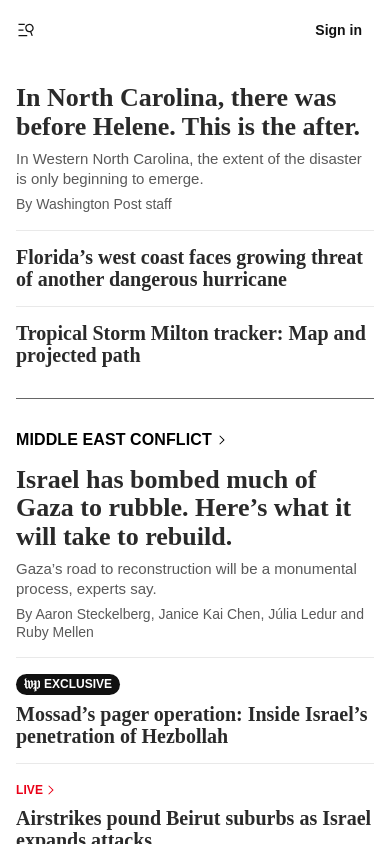 Sign in
In North Carolina, there was
before Helene. This is the after.
In Western North Carolina, the extent of the disaster
is only beginning to emerge.
By Washington Post staff
Florida’s west coast faces growing threat
of another dangerous hurricane
Tropical Storm Milton tracker: Map and
projected path
MIDDLE EAST CONFLICT
Israel has bombed much of
Gaza to rubble. Here’s what it
will take to rebuild.
Gaza’s road to reconstruction will be a monumental
process, experts say.
By Aaron Steckelberg, Janice Kai Chen, Júlia Ledur and
Ruby Mellen
wp EXCLUSIVE
Mossad’s pager operation: Inside Israel’s
penetration of Hezbollah
LIVE
Airstrikes pound Beirut suburbs as Israel
expands attacks